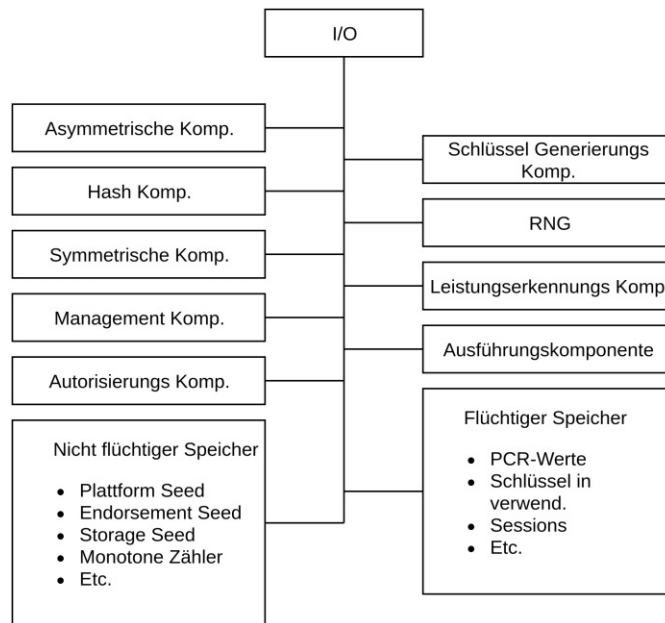 I/O
Asymmetrische Komp.
Hash Komp.
Symmetrische Komp.
Management Komp.
Autorisierungs Komp.
Nicht flüchtiger Speicher
• Plattform Seed
• Endorsement Seed
• Storage Seed
• Monotone Zähler
• Etc.
Schlüssel Generierungs
Komp.
RNG
Leistungserkennungs Komp
Ausführungskomponente
Flüchtiger Speicher
• PCR-Werte
• Schlüssel in
verwend.
• Sessions
• Etc.